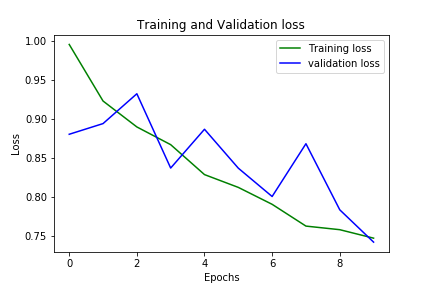 Training and Validation loss
Training loss
validation loss
1.00
0.95
0.90
0.85
0.80
0.75
Loss
0 2 4 6 8
Epochs